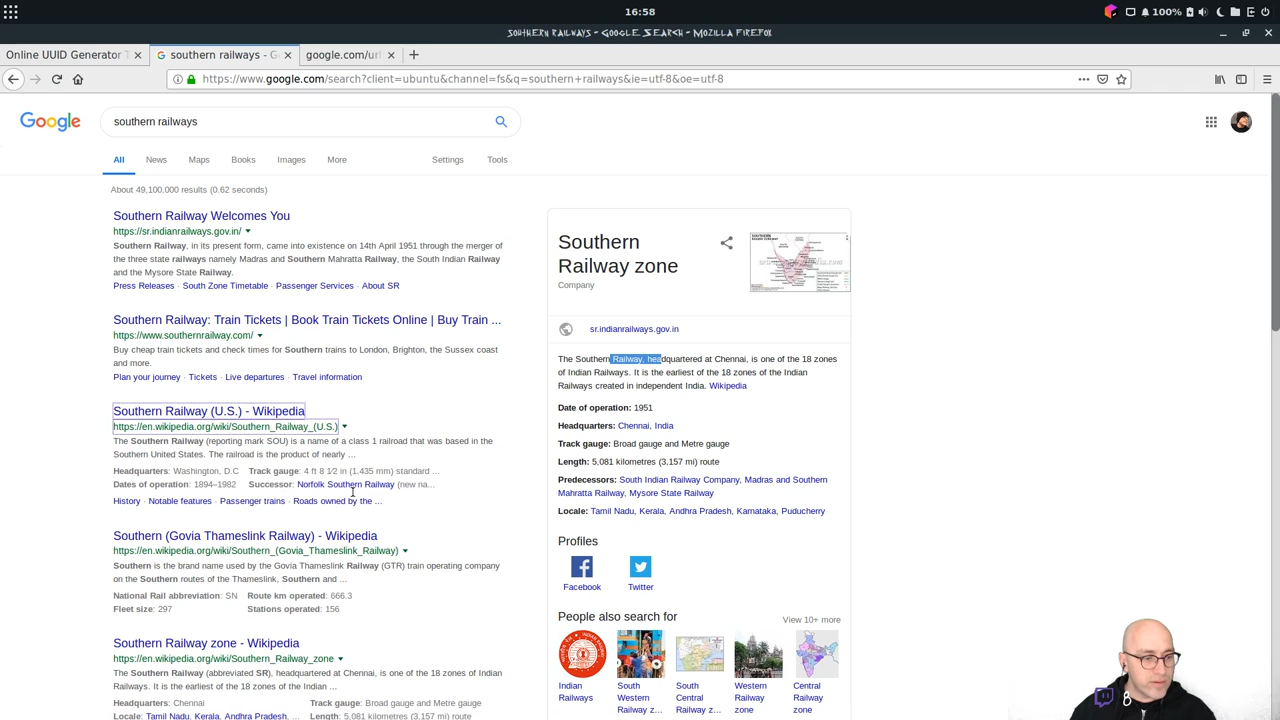 16:58
100%
Southern railways - Google Search - Mozilla Firefox
Online UUID Generator T
southern railways - G
google.com/url
https://www.google.com/search?client=ubuntu&channel=fs&q=southern+railways&ie=utf-8&oe=utf-8
Google
southern railways
All
News
Maps
Books
Images
More
Settings
Tools
About 49,100,000 results (0.62 seconds)
Southern Railway Welcomes You
https://sr.indianrailways.gov.in/
Southern Railway, in its present form, came into existence on 14th April 1951 through the merger of
the three state railways namely Madras and Southern Mahratta Railway, the South Indian Railway
and the Mysore State Railway.
Press Releases · South Zone Timetable · Passenger Services · About SR
Southern Railway: Train Tickets | Book Train Tickets Online | Buy Train ...
https://www.southernrailway.com/
Buy cheap train tickets and check times for Southern trains to London, Brighton, the Sussex coast
and more.
Plan your journey · Tickets · Live departures · Travel information
Southern Railway (U.S.) - Wikipedia
https://en.wikipedia.org/wiki/Southern_Railway_(U.S.)
The Southern Railway (reporting mark SOU) is a name of a class 1 railroad that was based in the
Southern United States. The railroad is the product of nearly ...
Headquarters: Washington, D.C Track gauge: 4 ft 8 1⁄2 in (1,435 mm) standard ...
Dates of operation: 1894–1982 Successor: Norfolk Southern Railway (new na...
History · Notable features · Passenger trains · Roads owned by the ...
Southern (Govia Thameslink Railway) - Wikipedia
https://en.wikipedia.org/wiki/Southern_(Govia_Thameslink_Railway)
Southern is the brand name used by the Govia Thameslink Railway (GTR) train operating company
on the Southern routes of the Thameslink, Southern and ...
National Rail abbreviation: SN Route km operated: 666.3
Fleet size: 297 Stations operated: 156
Southern Railway zone - Wikipedia
https://en.wikipedia.org/wiki/Southern_Railway_zone
The Southern Railway (abbreviated SR), headquartered at Chennai, is one of the 18 zones of Indian
Railways. It is the earliest of the 18 zones of the Indian ...
Headquarters: Chennai Track gauge: Broad gauge and Metre gauge
Locale: Tamil Nadu, Kerala, Andhra Pradesh, ... Length: 5,081 kilometres (3,157 mi) route
Southern
Railway zone
Company
sr.indianrailways.gov.in
The Southern Railway, headquartered at Chennai, is one of the 18 zones
of Indian Railways. It is the earliest of the 18 zones of the Indian
Railways created in independent India. Wikipedia
Date of operation: 1951
Headquarters: Chennai, India
Track gauge: Broad gauge and Metre gauge
Length: 5,081 kilometres (3,157 mi) route
Predecessors: South Indian Railway Company, Madras and Southern
Mahratta Railway, Mysore State Railway
Locale: Tamil Nadu, Kerala, Andhra Pradesh, Karnataka, Puducherry
Profiles
Facebook
Twitter
People also search for
View 10+ more
Indian
Railways
South
Western
Railway z...
South
Central
Railway z...
Western
Railway
zone
Central
Railway
zone
8